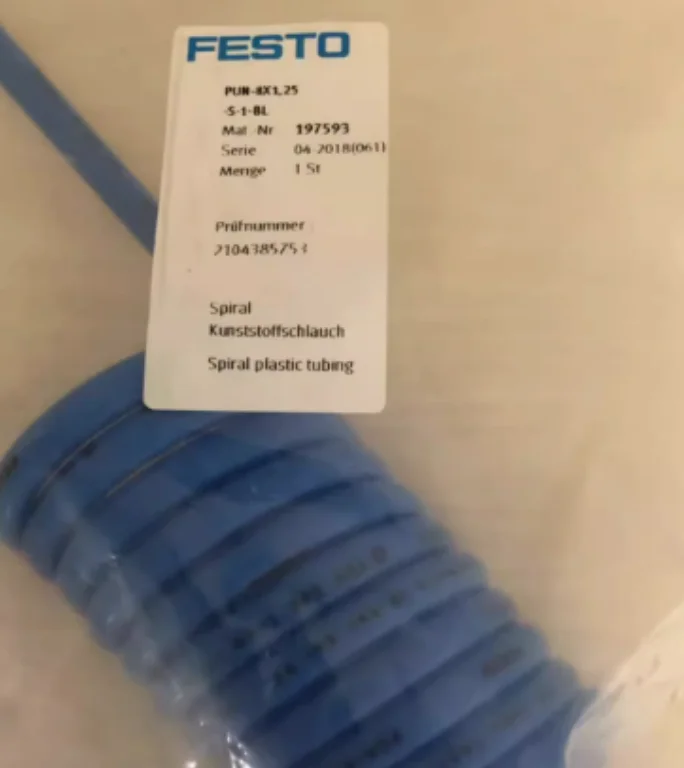 FESTO
PUN-8X1,25
-S-1-BL
Mat.-Nr 197593
Serie 04 2018(061)
Menge 1 St
Prüfnummer
2104385753
Spiral
Kunststoffschlauch
Spiral plastic tubing